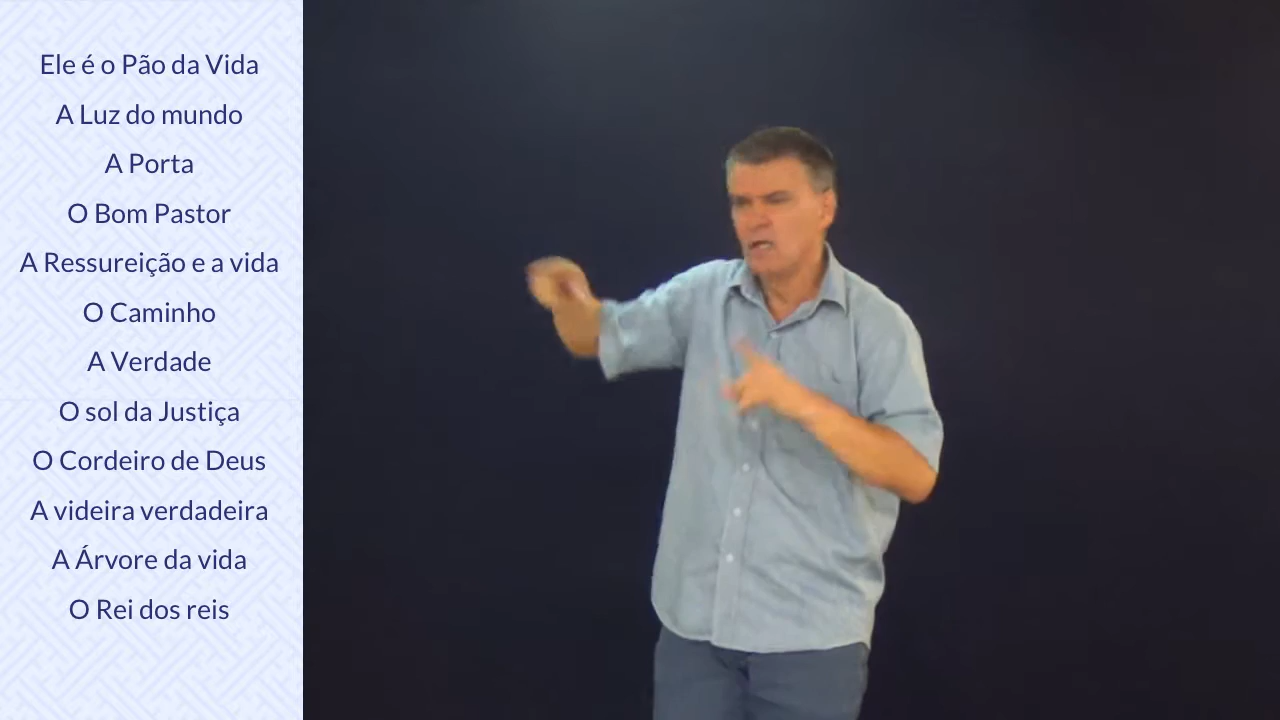 Ele é o Pão da Vida
A Luz do mundo
A Porta
O Bom Pastor
A Ressureição e a vida
O Caminho
A Verdade
O sol da Justiça
O Cordeiro de Deus
A videira verdadeira
A Árvore da vida
O Rei dos reis